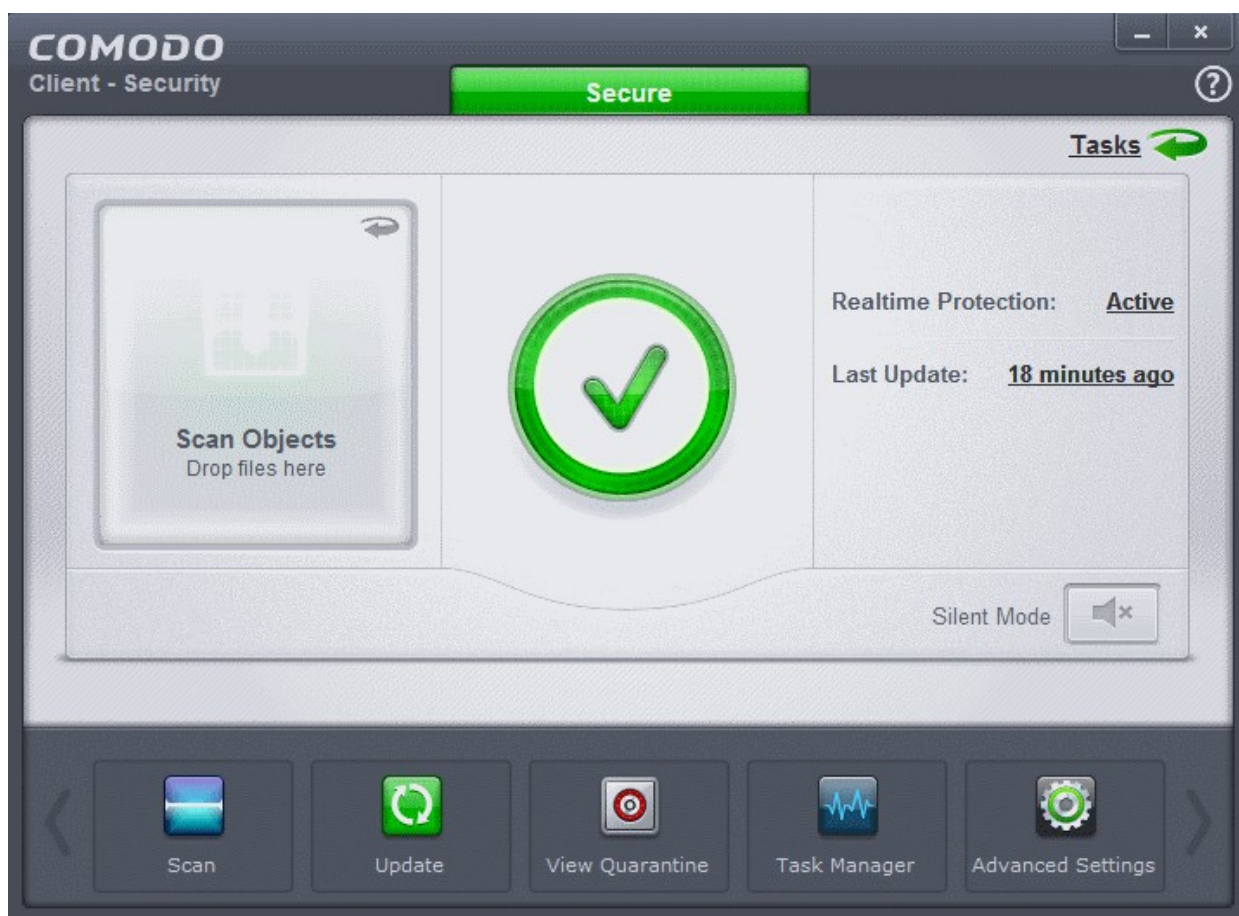 COMODO
Client - Security
Secure
?
Tasks
Scan Objects
Drop files here
Realtime Protection: Active
Last Update: 18 minutes ago
Silent Mode
Scan
Update
View Quarantine
Task Manager
Advanced Settings